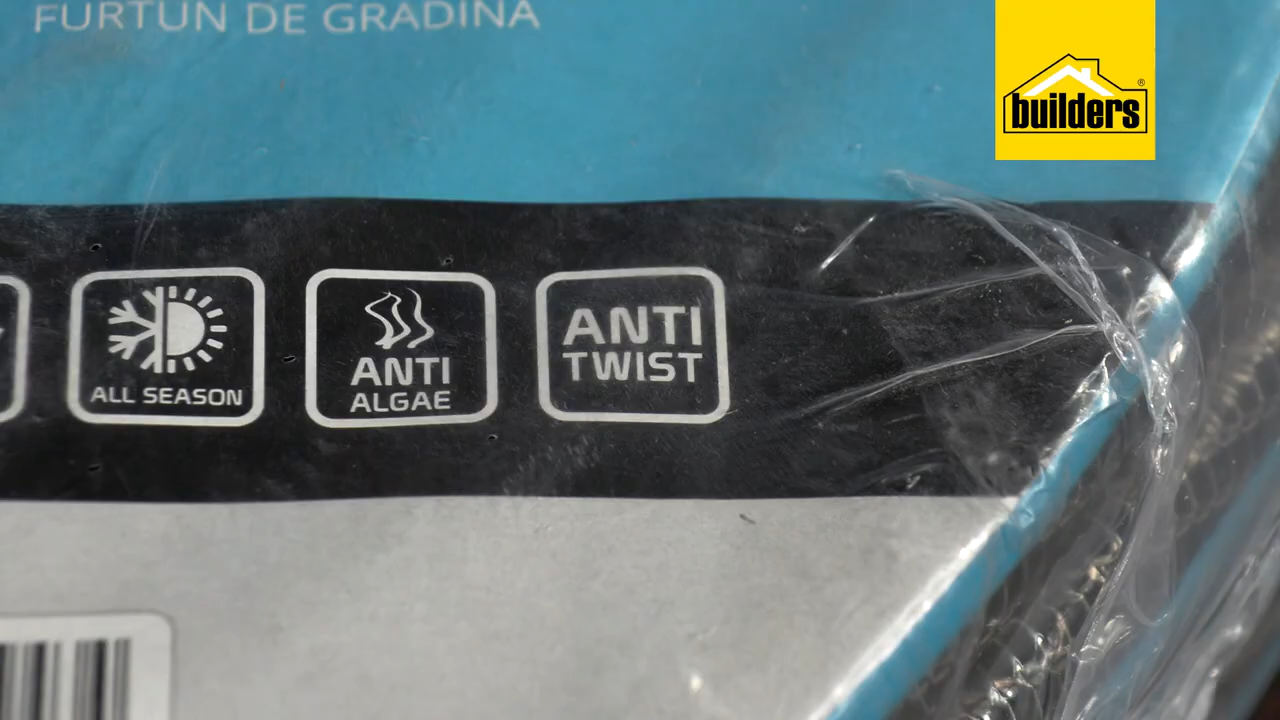 FURTUN DE GRADINA
builders
®
ALL SEASON
ANTI
ALGAE
ANTI
TWIST